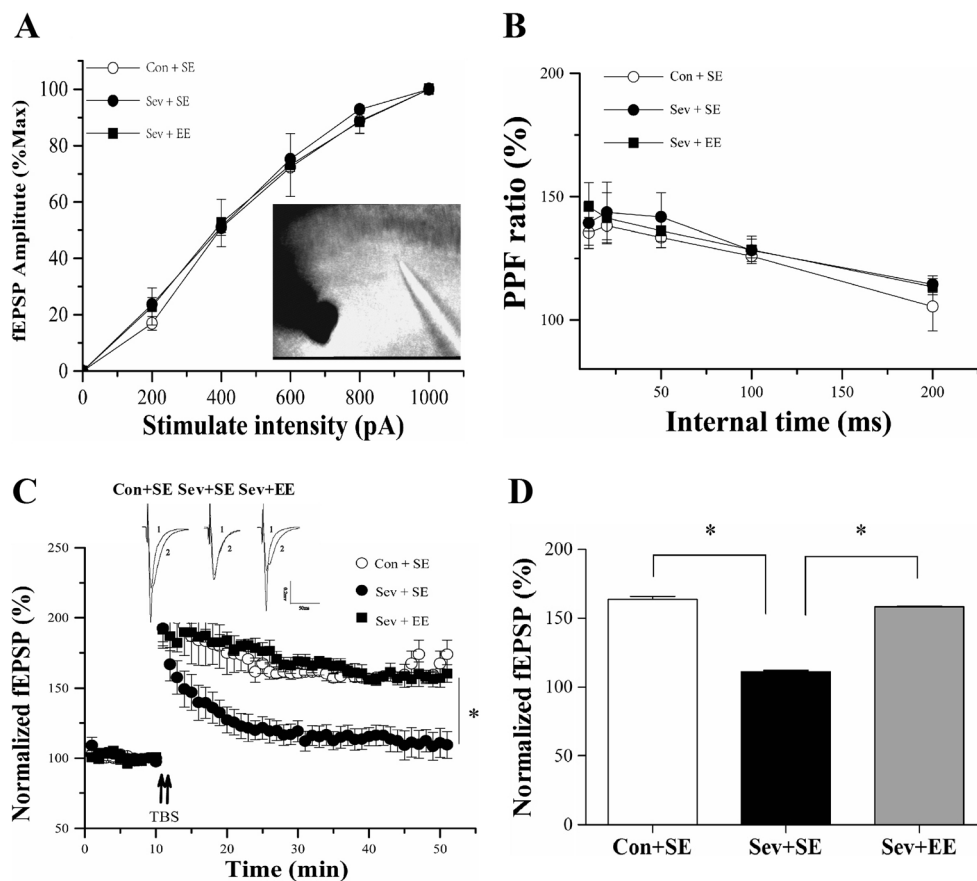 A
Con + SE
Sev + SE
Sev + EE
fEPSP Amplitute (%Max)
100
80
60
40
20
0
0 200 400 600 800 1000
Stimulate intensity (pA)
B
Con + SE
Sev + SE
Sev + EE
PPF ratio (%)
200
150
100
50 100 150 200
Internal time (ms)
C
Con+SE Sev+SE Sev+EE
1 1 1
2 2 2
50ms
Con + SE
Sev + SE
Sev + EE
Normalized fEPSP (%)
250
200
150
100
50
*
TBS
0 10 20 30 40 50
Time (min)
D
* *
Normalized fEPSP (%)
200
150
100
50
0
Con+SE Sev+SE Sev+EE